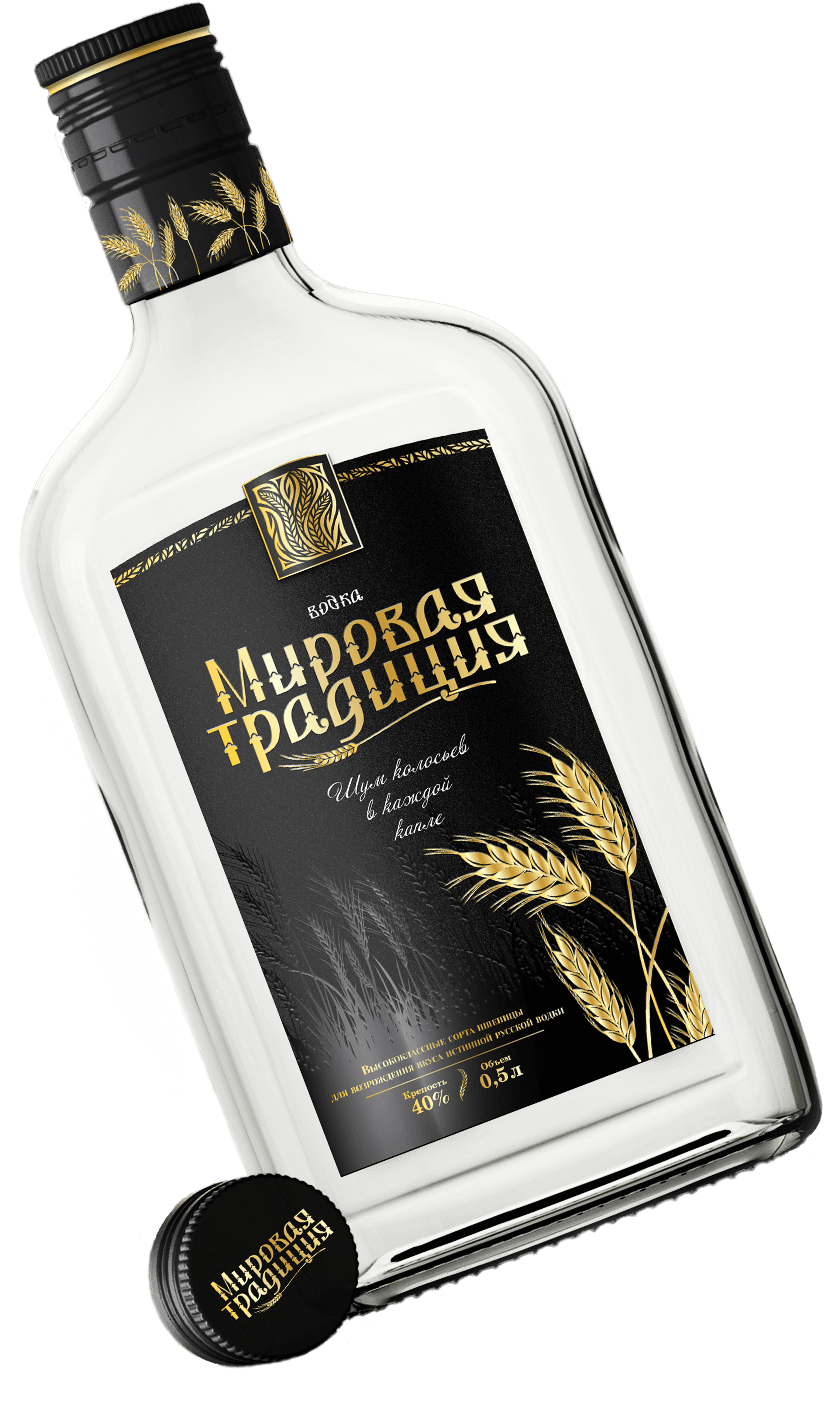 водка
Мировая
традиция
Шум колосьев
в каждой
капле
Высококлассные сорта пшеницы
для возрождения вкуса истинной русской водки
Крепость
40%
Объем
0,5 л
Мировая
традиция